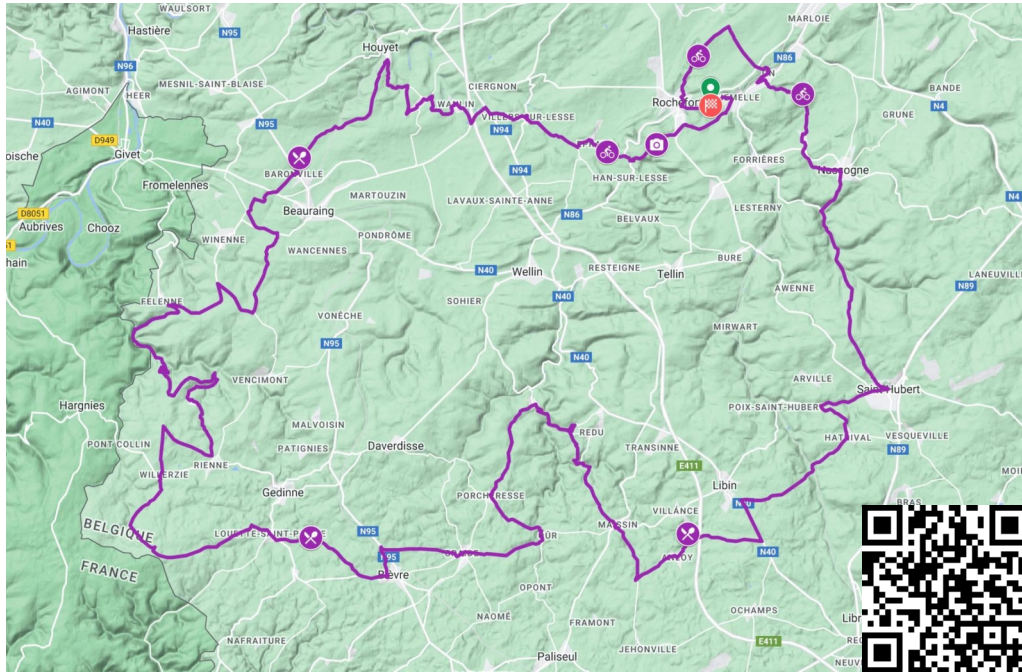 WAULSORT
Hastière
N95
MARLOIE
N86
Houyet
N96
MESNIL-SAINT-BLAISE
CIERGNON
AGIMONT
HEER
BANDE
N4
N40
N95
VILLERS-SUR-LESSE
GRUNE
D949
N94
Givet
BARONVILLE
FORRIÈRES
Fromelennes
N94
HAN-SUR-LESSE
Nassogne
MARTOUZIN
LAVAUX-SAINTE-ANNE
LESTERNY
N4
D8051
Beauraing
N86
BELVAUX
Aubrives
Chooz
PONDRÔME
WINENNE
WANCENNES
BURE
N40
Wellin
RESTEIGNE
Tellin
LANEUVILLE
N89
AWENNE
N40
FELENNE
SOHIER
VONÊCHE
MIRWART
N95
N40
VENCIMONT
ARVILLE
Saint-Hubert
Hargnies
POIX-SAINT-HUBERT
MALVOISIN
REDU
HATRIVAL
VESQUEVILLE
PONT COLLIN
PATIGNIES
Daverdisse
TRANSINNE
N89
WILLERZIE
RIENNE
E411
Libin
Gedinne
PORCHERESSE
BRAS
VILLANCE
BELGIQUE
N95
MAISSIN
N40
FRANCE
N95
Bièvre
OPONT
OCHAMPS
NAOMÉ
FRAMONT
NAFRAITURE
E411
JEHONVILLE
Paliseul